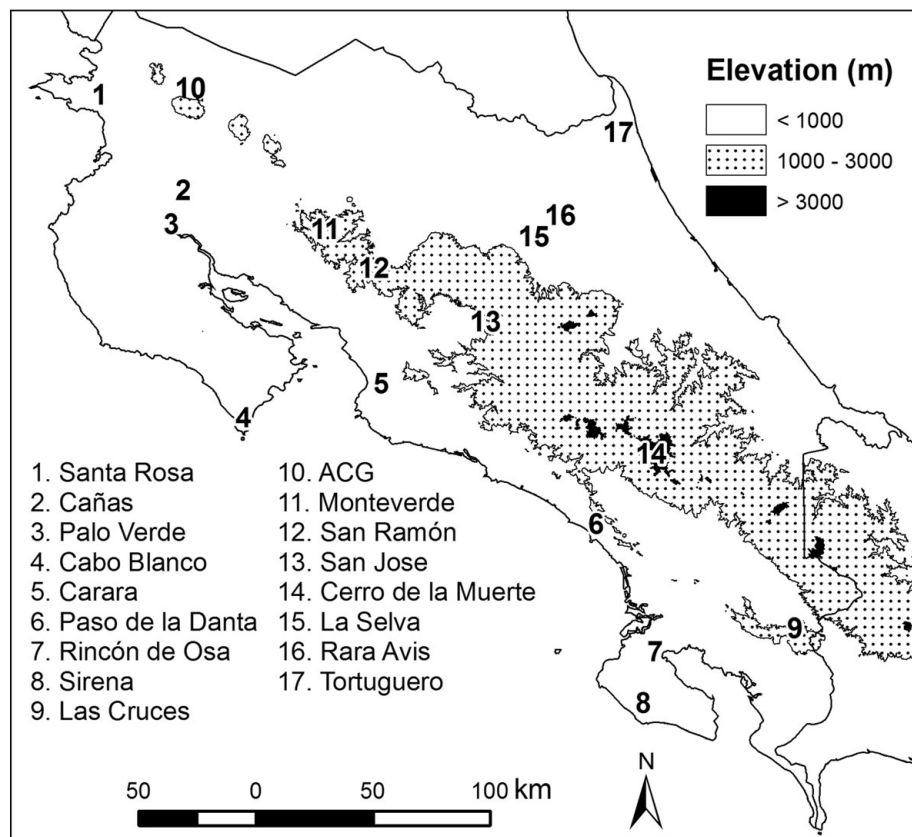 Elevation (m)
< 1000
1000 - 3000
> 3000
1
10
17
2
3
11
16
15
12
13
5
4
14
6
9
7
8
1. Santa Rosa
2. Cañas
3. Palo Verde
4. Cabo Blanco
5. Carara
6. Paso de la Danta
7. Rincón de Osa
8. Sirena
9. Las Cruces
10. ACG
11. Monteverde
12. San Ramón
13. San Jose
14. Cerro de la Muerte
15. La Selva
16. Rara Avis
17. Tortuguero
50 0 50 100 km
N